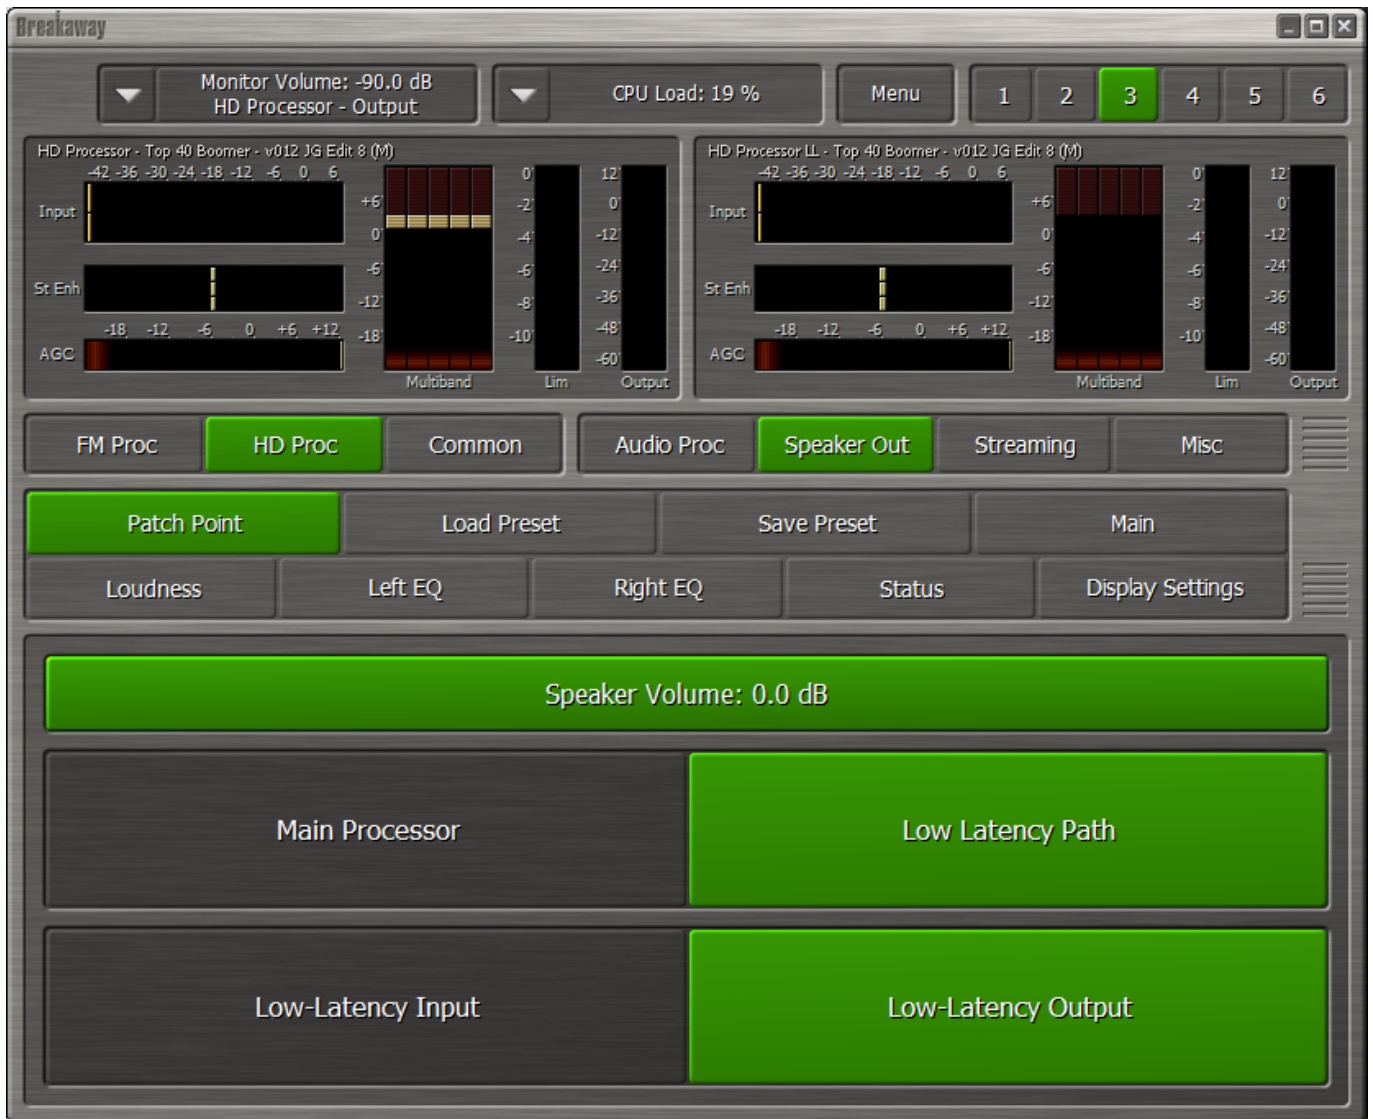 Breakaway
Monitor Volume: -90.0 dB
HD Processor - Output
CPU Load: 19 %
Menu
1 2 3 4 5 6
HD Processor - Top 40 Boomer - v012 JG Edit 8 (M)
-42 -36 -30 -24 -18 -12 -6 0 6
Input
St Enh
-18 -12 -6 0 +6 +12
AGC
+6
0
-6
-12
-18
Multiband
0
-2
-4
-6
-8
-10
Lim
12
0
-12
-24
-36
-48
-60
Output
HD Processor LL - Top 40 Boomer - v012 JG Edit 8 (M)
-42 -36 -30 -24 -18 -12 -6 0 6
Input
St Enh
-18 -12 -6 0 +6 +12
AGC
+6
0
-6
-12
-18
Multiband
0
-2
-4
-6
-8
-10
Lim
12
0
-12
-24
-36
-48
-60
Output
FM Proc HD Proc Common Audio Proc Speaker Out Streaming Misc
Patch Point Load Preset Save Preset Main
Loudness Left EQ Right EQ Status Display Settings
Speaker Volume: 0.0 dB
Main Processor Low Latency Path
Low-Latency Input Low-Latency Output